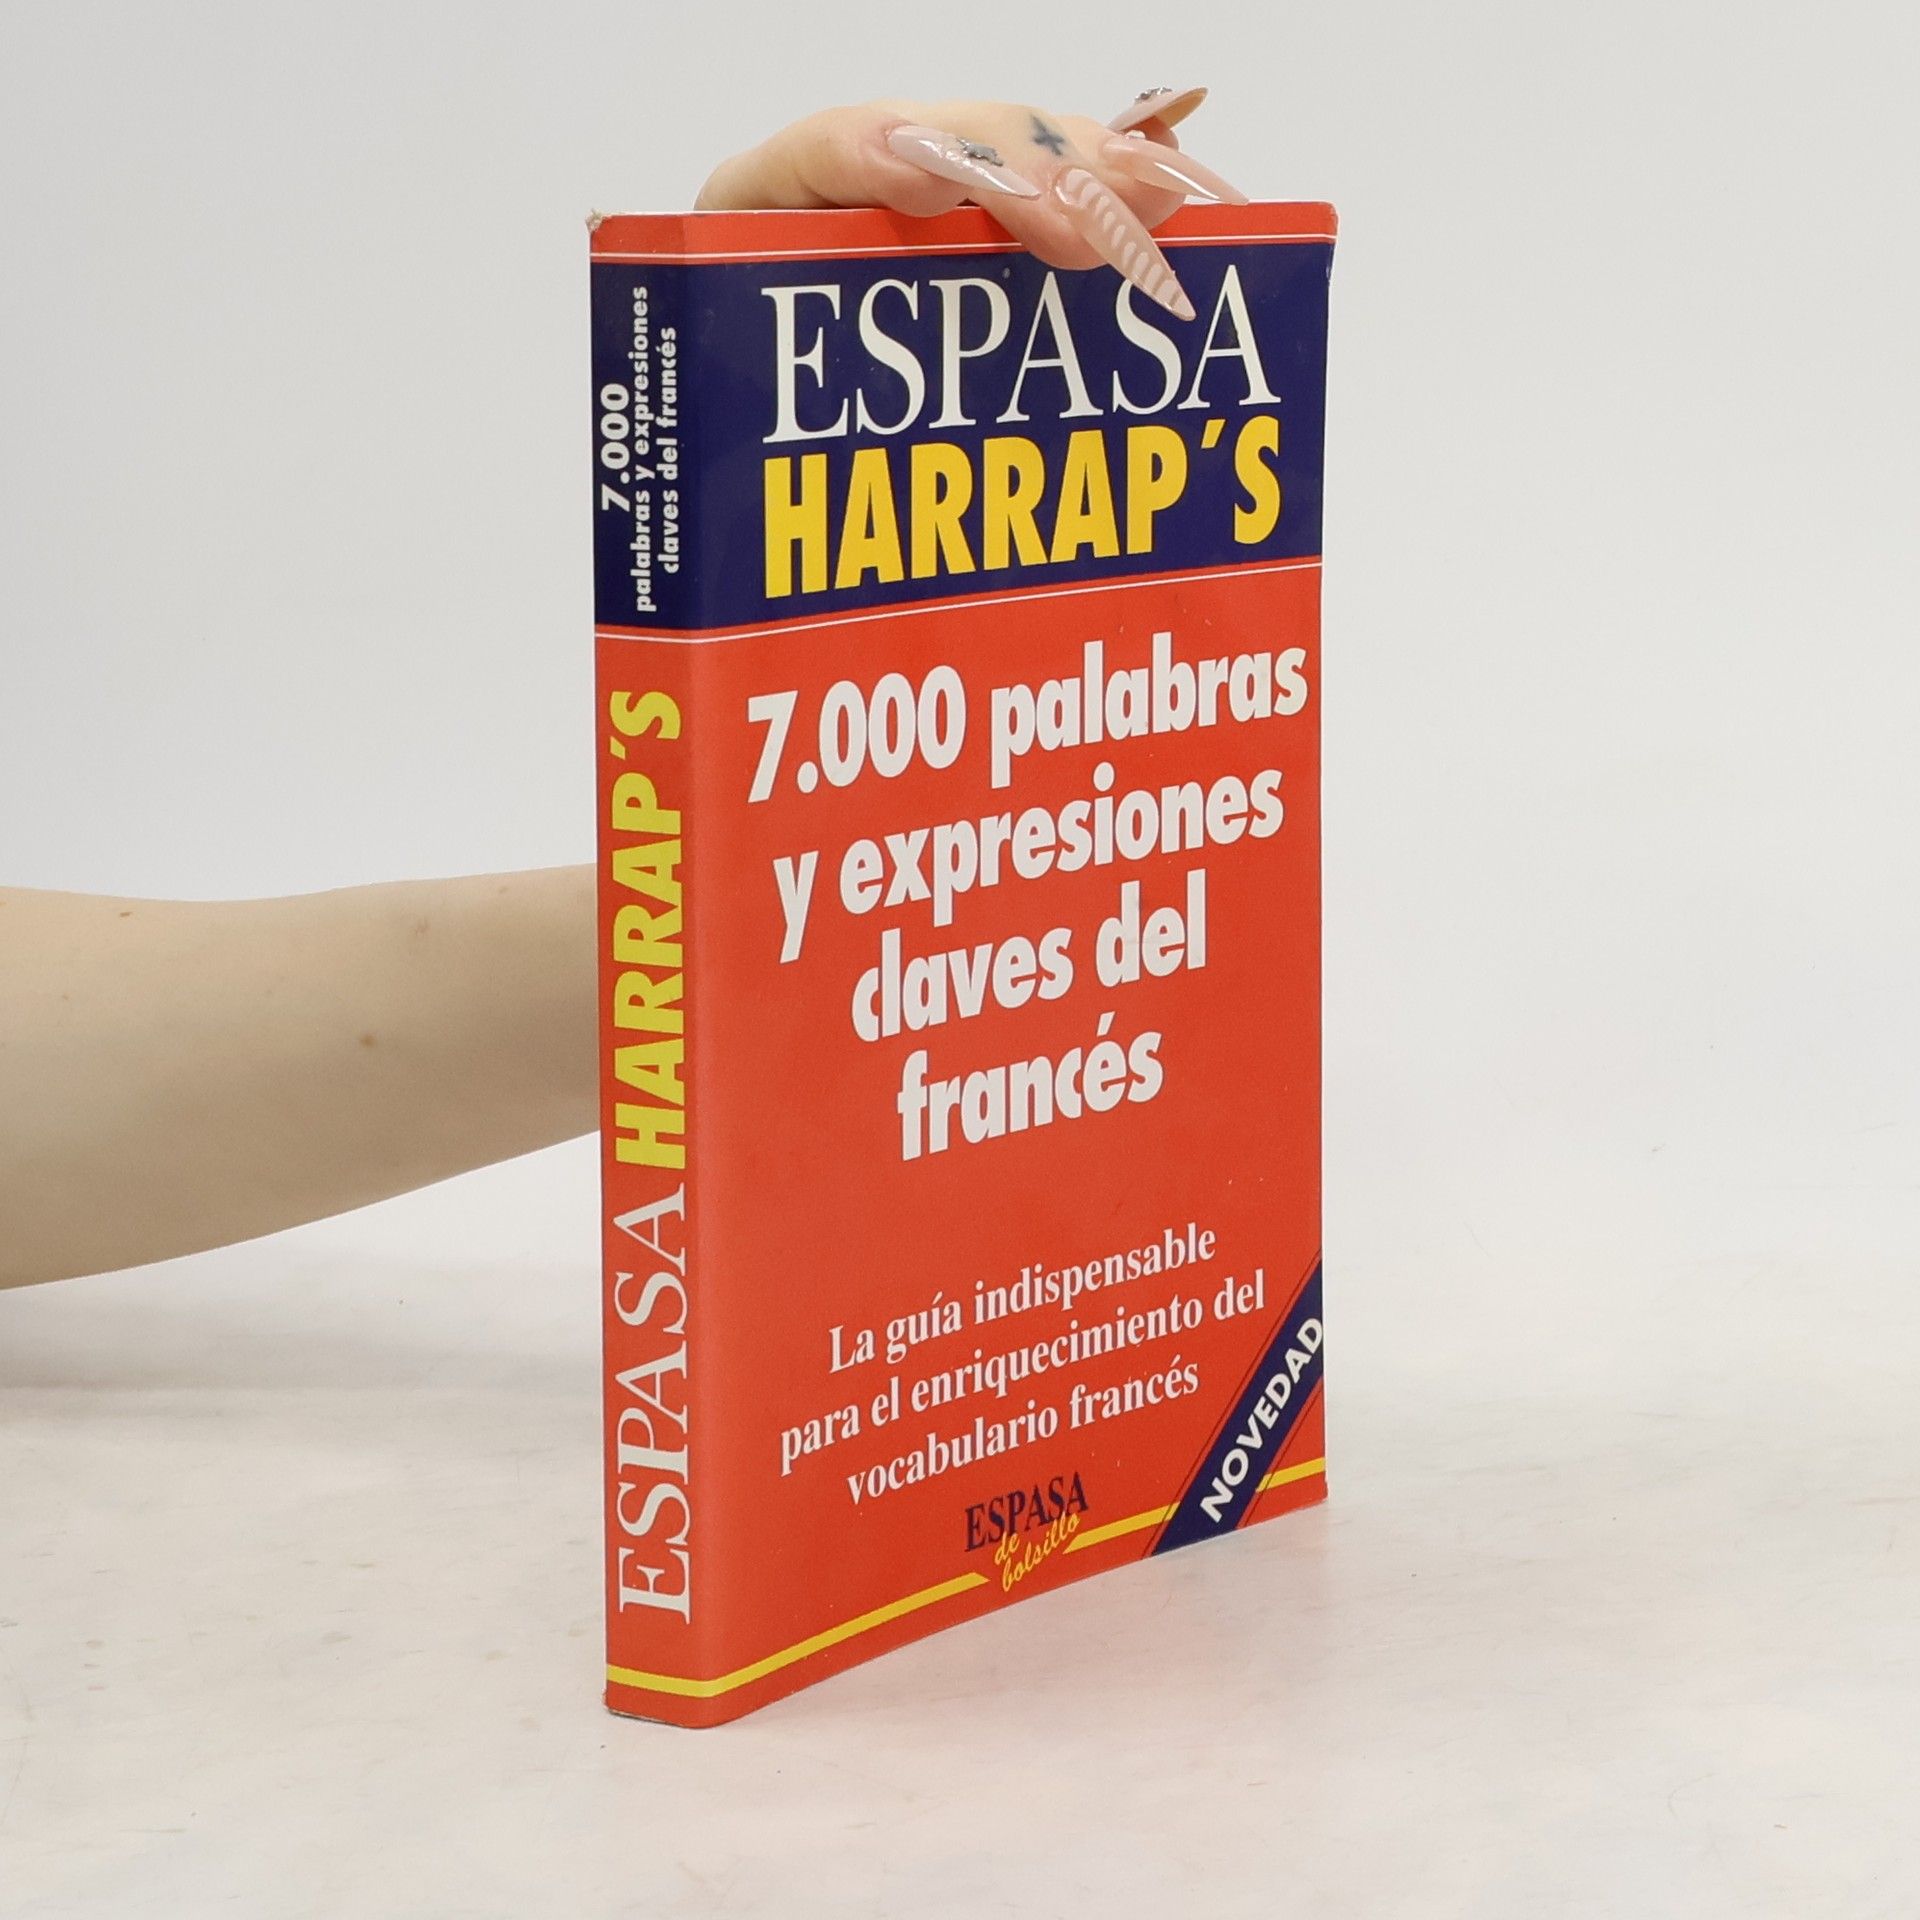 7.000
palabras y expresiones
claves del francés
ESPASA HARRAP'S
ESPASA
HARRAP'S
7.000 palabras
y expresiones
claves del
francés
La guía indispensable
para el enriquecimiento del
vocabulario francés
ESPASA
de
bolsillo
NOVEDAD